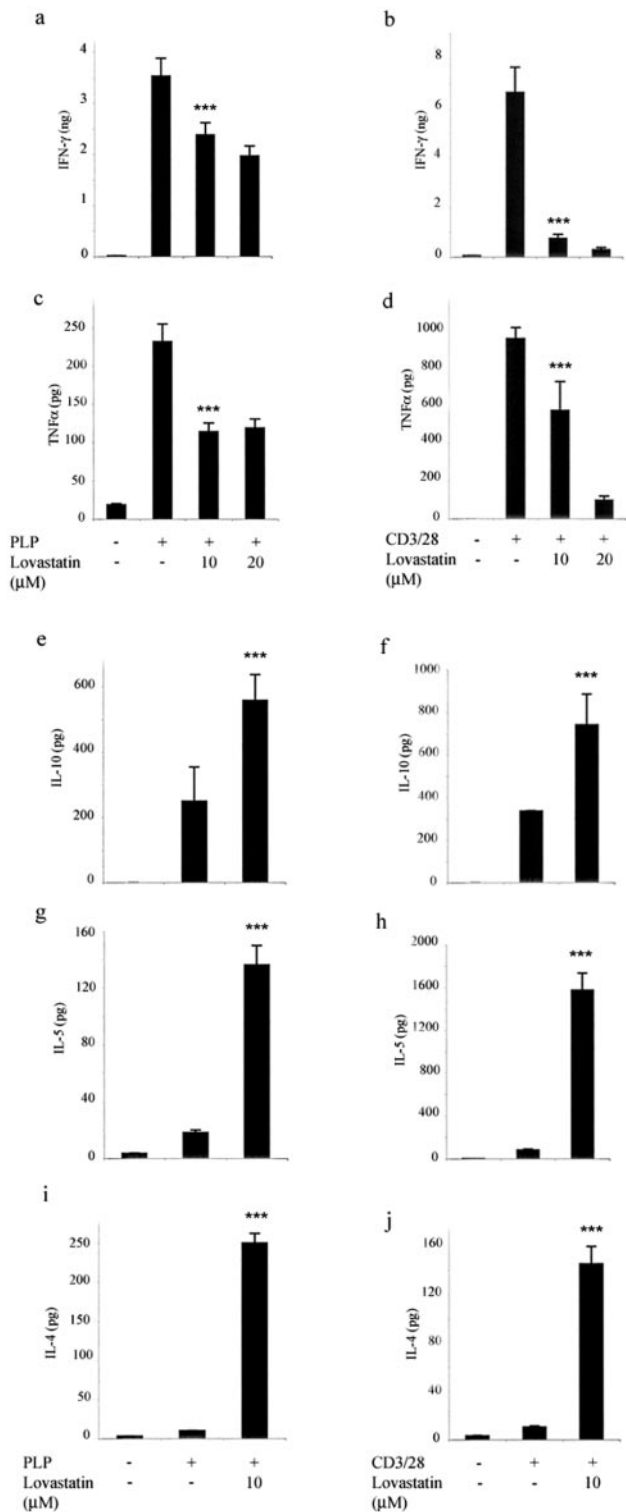 a
4
3
2
1
0
IFN-γ (ng)
***
b
8
6
4
2
0
IFN-γ (ng)
***
c
250
200
150
100
50
0
TNFα (pg)
***
d
1000
800
600
400
200
0
TNFα (pg)
***
PLP - + + +
Lovastatin - - 10 20
(μM)
CD3/28 - + + +
Lovastatin - - 10 20
(μM)
e
600
400
200
0
IL-10 (pg)
***
f
1000
800
600
400
200
0
IL-10 (pg)
***
g
160
120
80
40
0
IL-5 (pg)
***
h
2000
1600
1200
800
400
0
IL-5 (pg)
***
i
250
200
150
100
50
0
IL-4 (pg)
***
j
160
120
80
40
0
IL-4 (pg)
***
PLP - + +
Lovastatin - - 10
(μM)
CD3/28 - + +
Lovastatin - - 10
(μM)